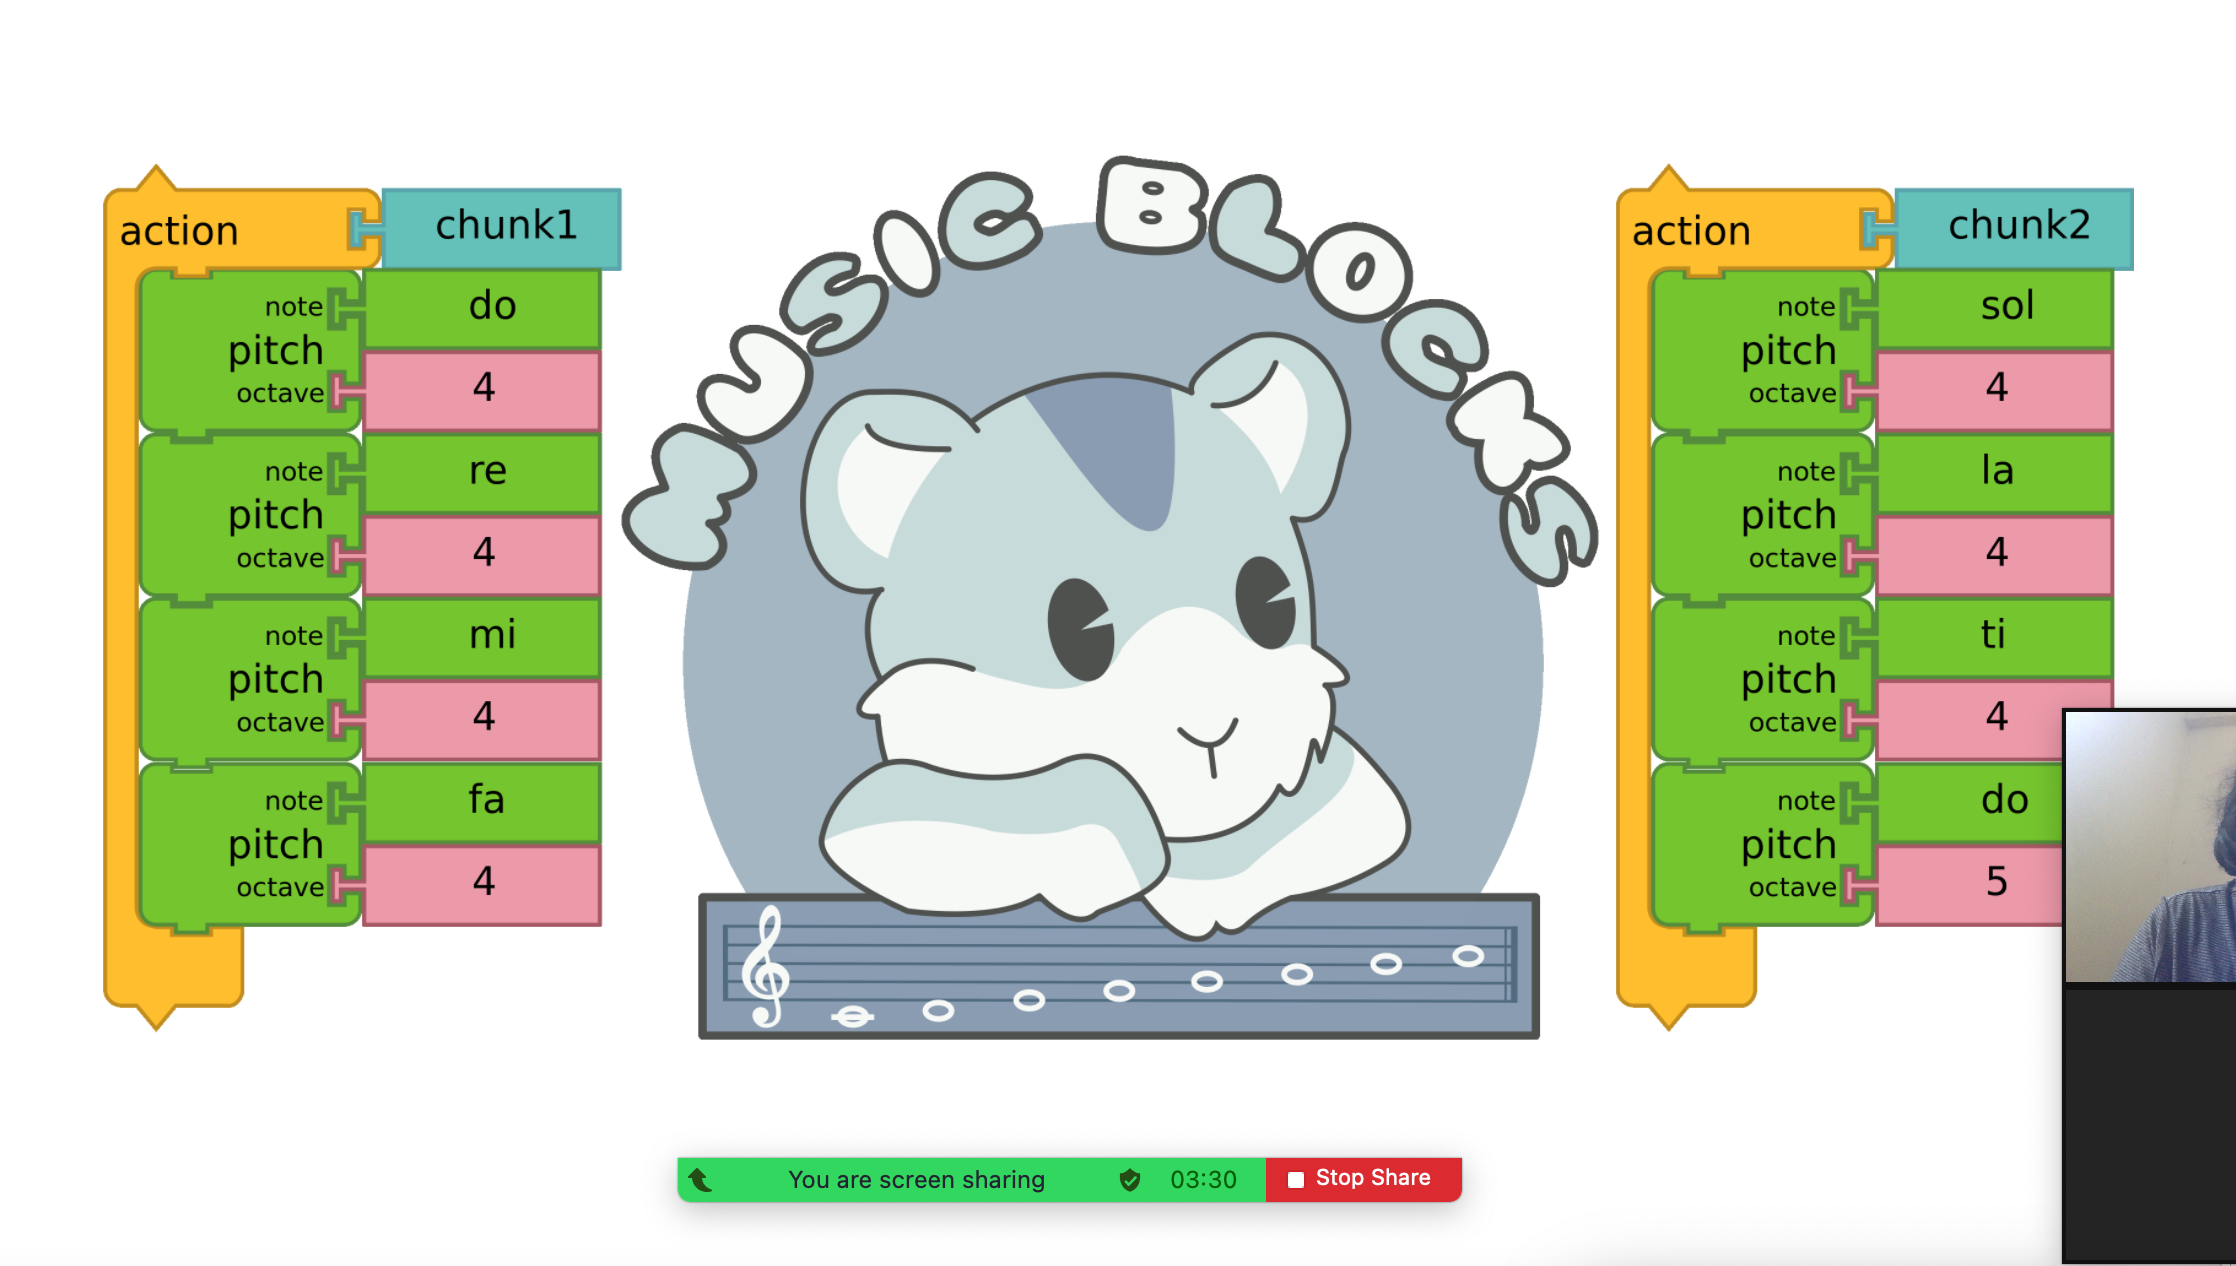 MUSIC BLOCKS
action chunk1
note do
pitch
octave 4
note re
pitch
octave 4
note mi
pitch
octave 4
note fa
pitch
octave 4
action chunk2
note sol
pitch
octave 4
note la
pitch
octave 4
note ti
pitch
octave 4
note do
pitch
octave 5
You are screen sharing 03:30 Stop Share